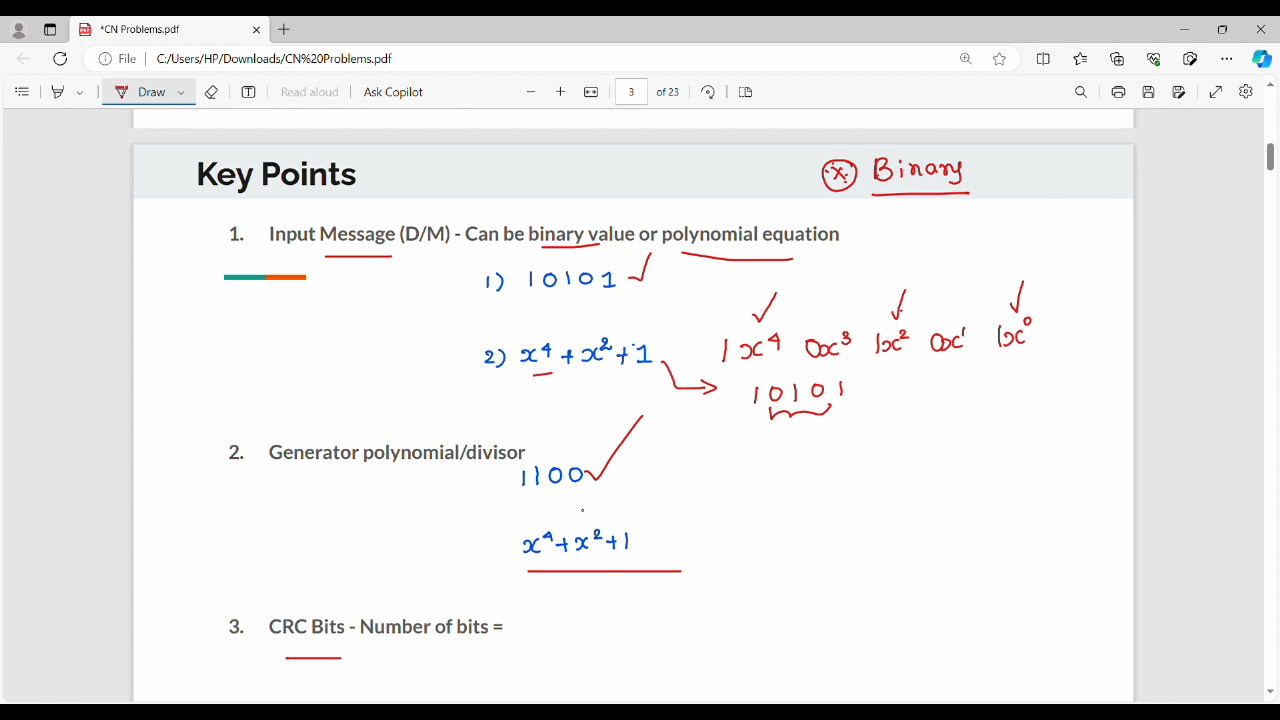 *CN Problems.pdf
File C:/Users/HP/Downloads/CN%20Problems.pdf
Draw Read aloud Ask Copilot 3 of 23
Key Points
(x) Binary
1. Input Message (D/M) - Can be binary value or polynomial equation
1) 10101
2) x⁴ + x² + 1
1x⁴ 0x³ 1x² 0x¹ 1x⁰
10101
2. Generator polynomial/divisor
1100
x⁴+x²+1
3. CRC Bits - Number of bits =